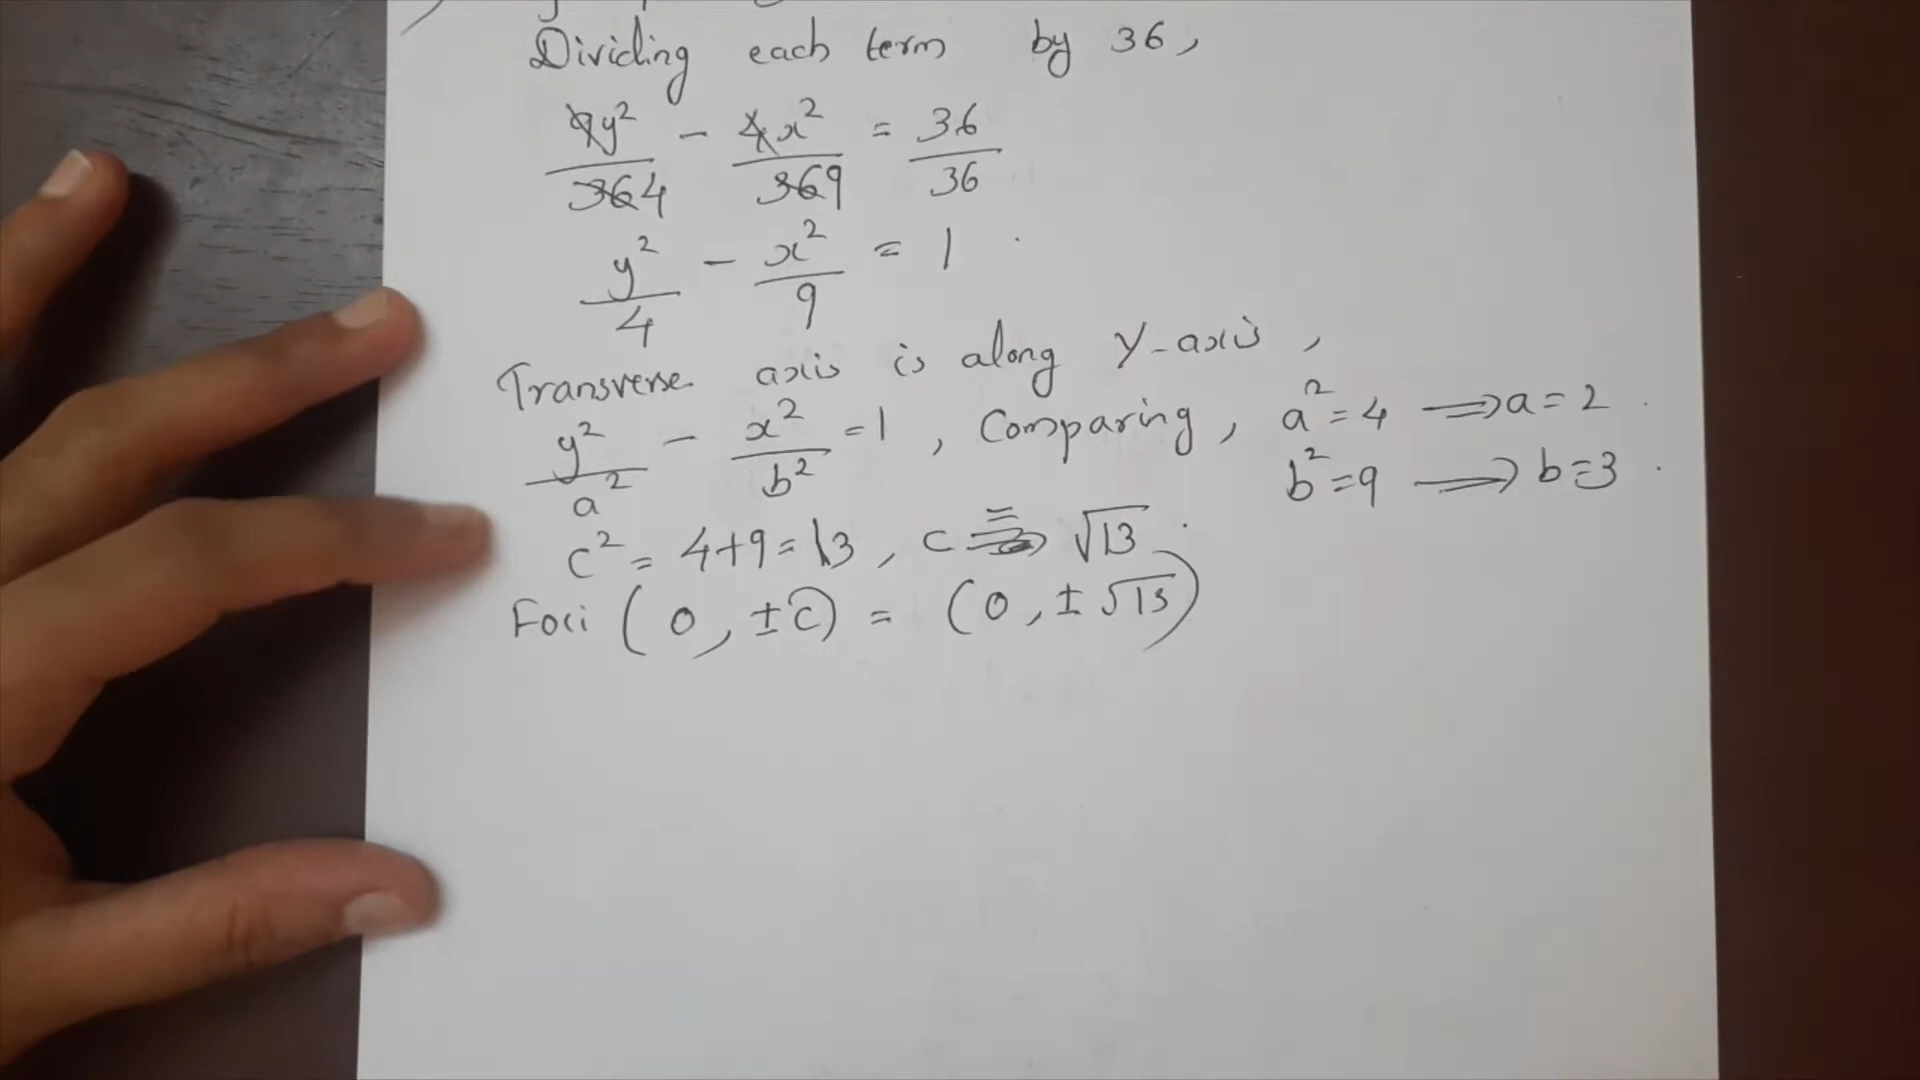 Dividing each term by 36,
9y²/36 4 - 4x²/36 9 = 36/36
y²/4 - x²/9 = 1
Transverse axis is along Y-axis,
y²/a² - x²/b² = 1, Comparing, a² = 4 ⟹ a = 2
b² = 9 ⟹ b = 3
c² = 4+9 = 13, c = √13
Foci (0, ±c) = (0, ±√13)